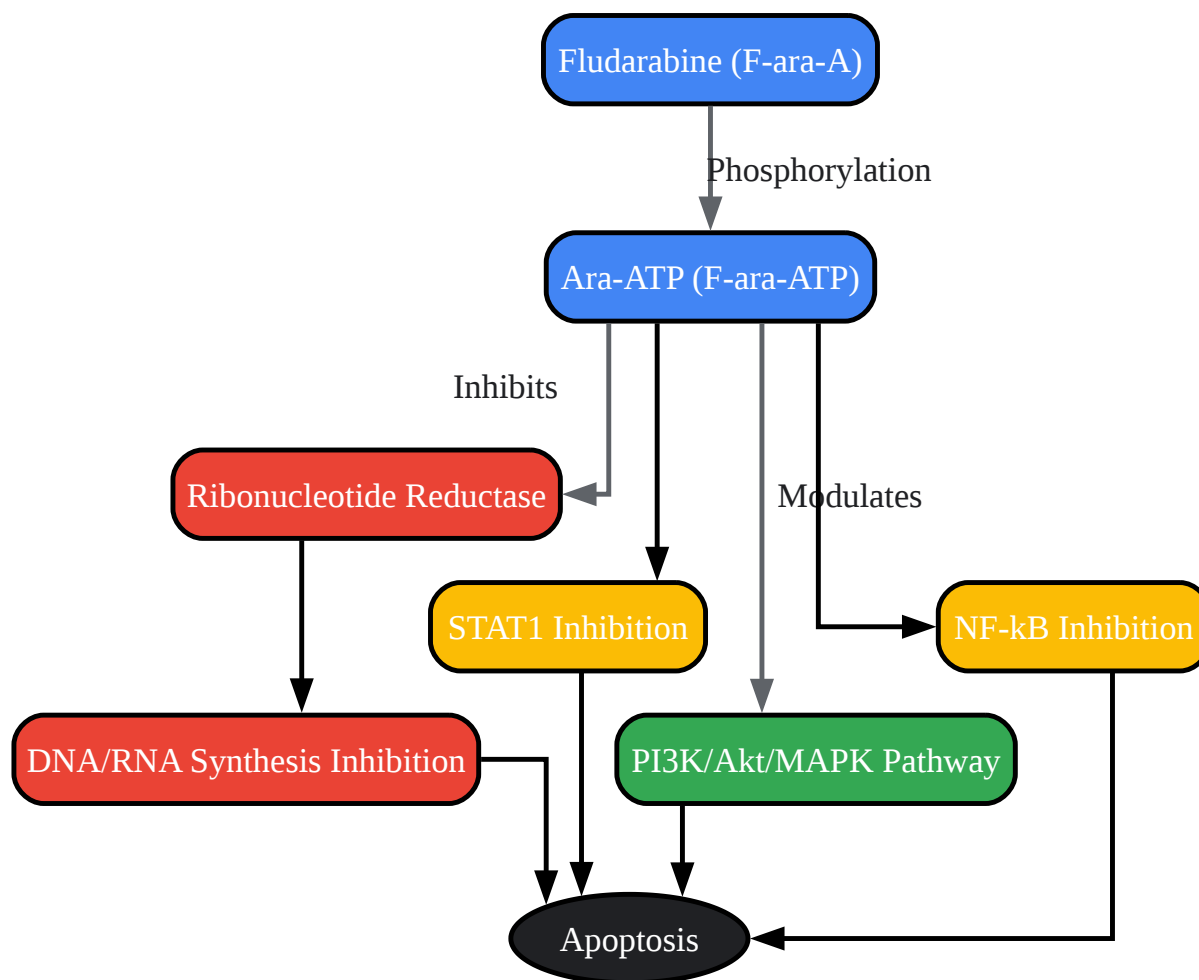 Fludarabine (F-ara-A)
Phosphorylation
Ara-ATP (F-ara-ATP)
Inhibits
Ribonucleotide Reductase
Modulates
STAT1 Inhibition
NF-kB Inhibition
DNA/RNA Synthesis Inhibition
PI3K/Akt/MAPK Pathway
Apoptosis